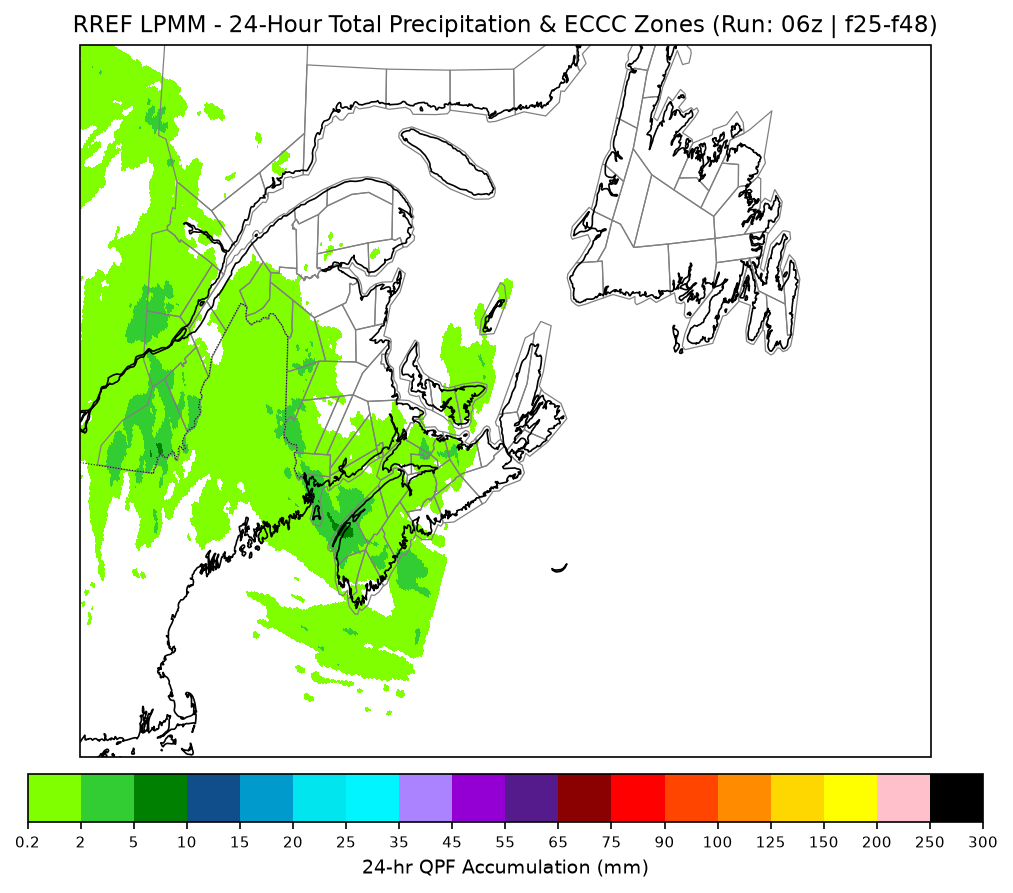 RREF LPMM - 24-Hour Total Precipitation & ECCC Zones (Run: 06z | f25-f48)
0.2 2 5 10 15 20 25 35 45 55 65 75 90 100 125 150 200 250 300
24-hr QPF Accumulation (mm)